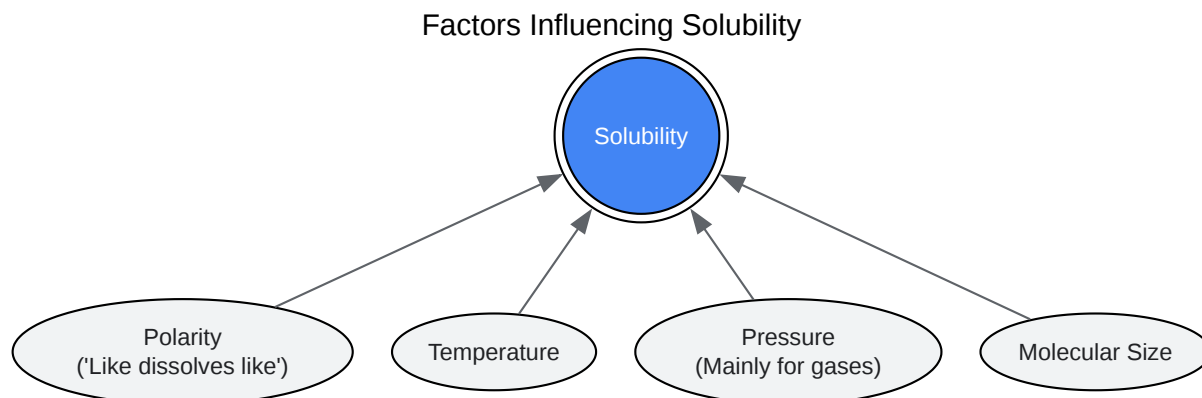 Factors Influencing Solubility
Solubility
Polarity
('Like dissolves like')
Temperature
Pressure
(Mainly for gases)
Molecular Size